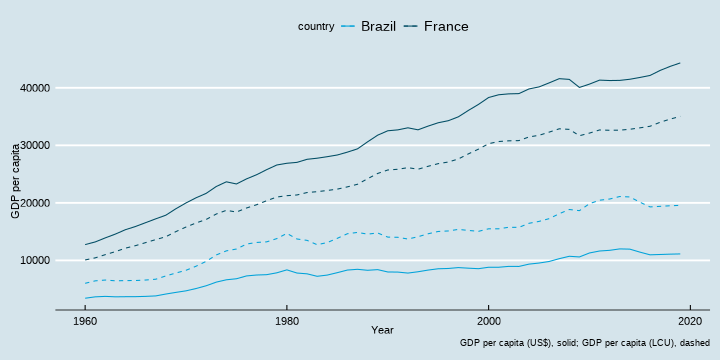 country Brazil France
GDP per capita
40000
30000
20000
10000
1960 1980 2000 2020
Year
GDP per capita (US$), solid; GDP per capita (LCU), dashed